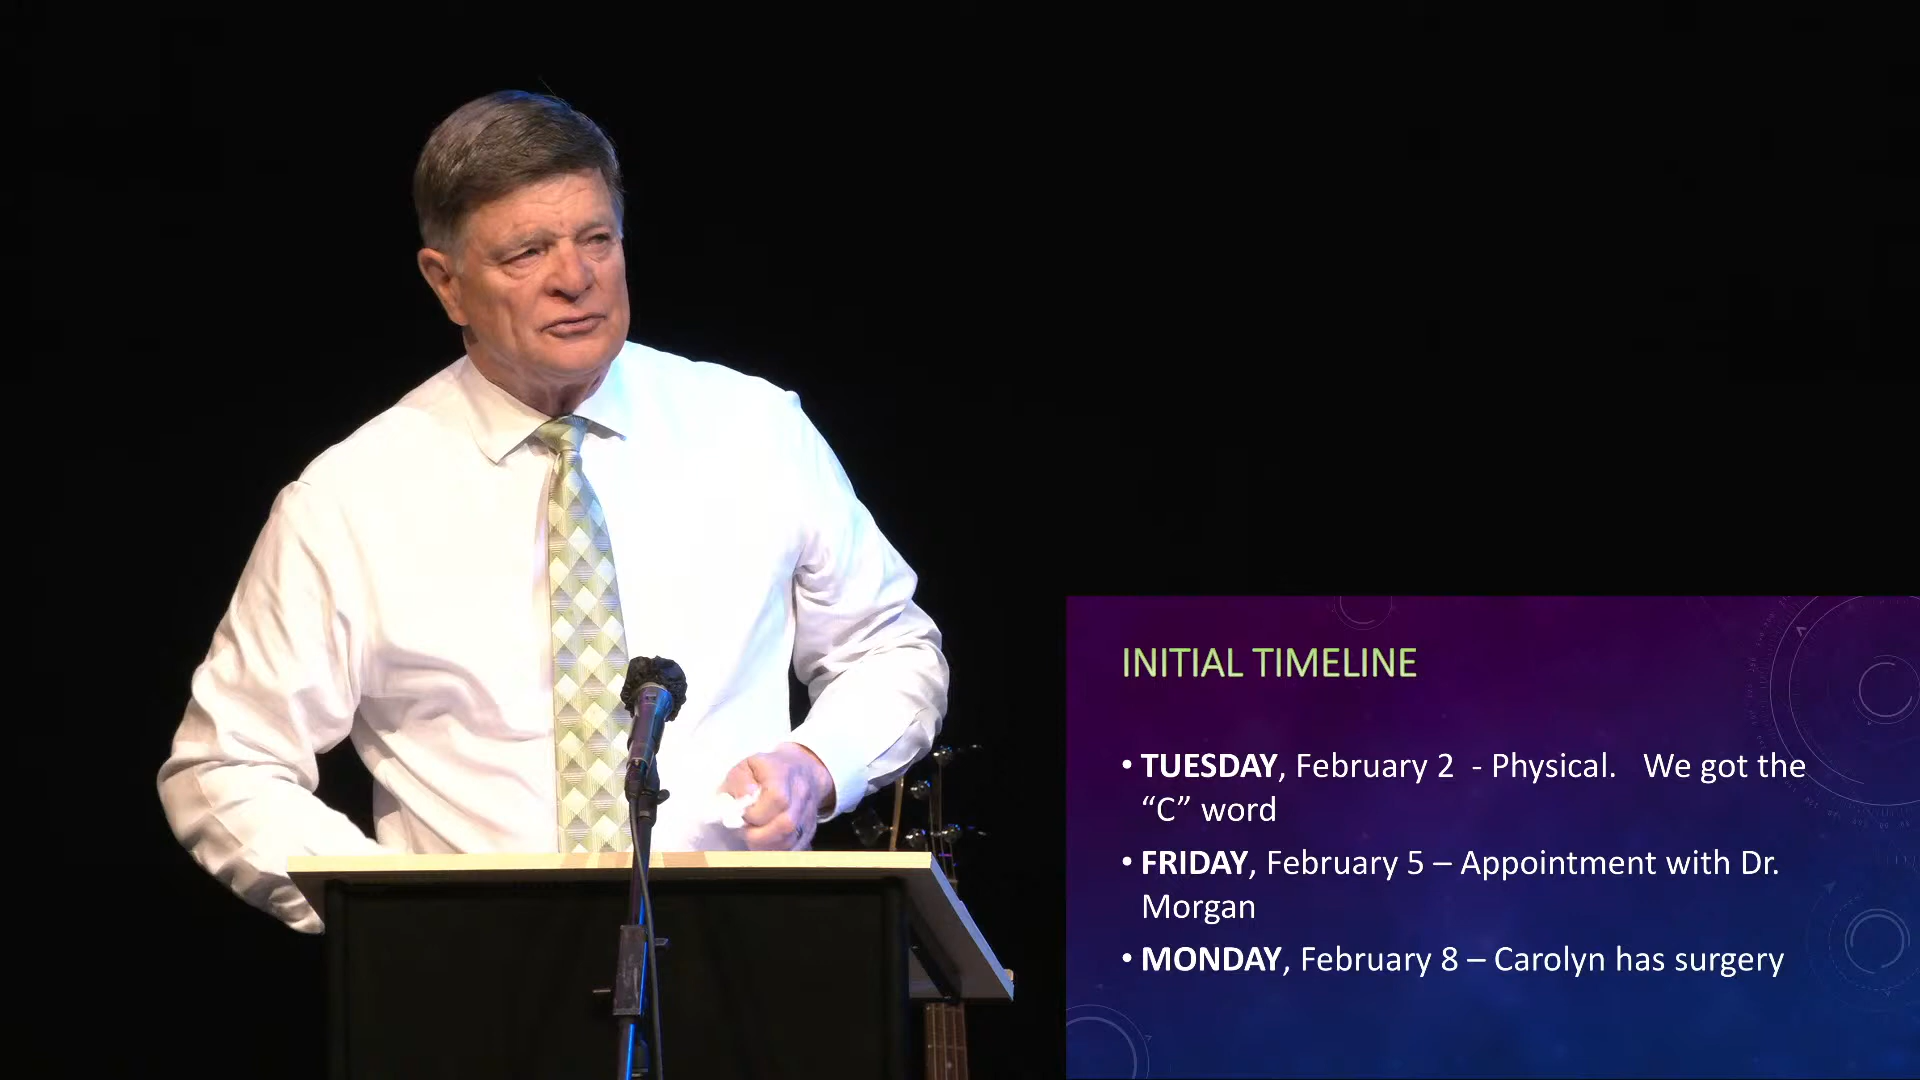 INITIAL TIMELINE
• TUESDAY, February 2  - Physical.   We got the
“C” word
• FRIDAY, February 5 – Appointment with Dr.
Morgan
• MONDAY, February 8 – Carolyn has surgery